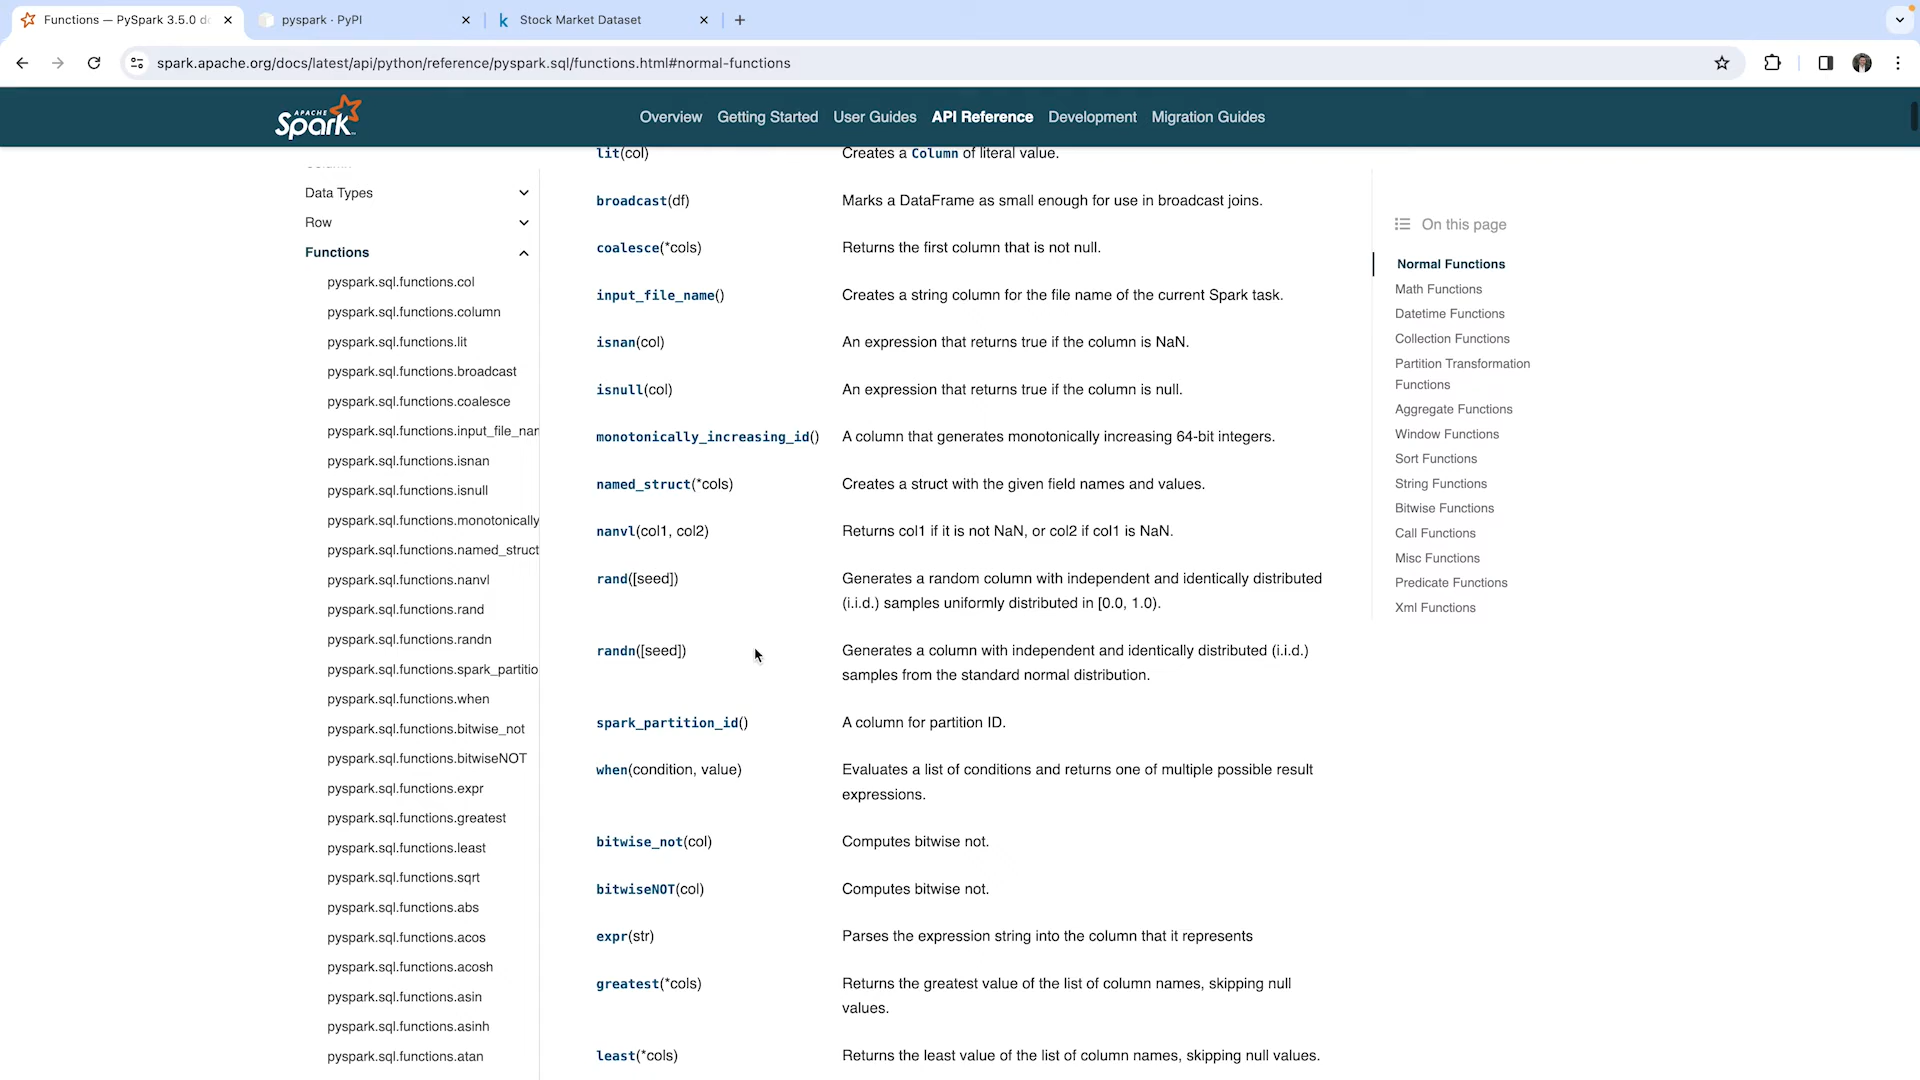 Functions — PySpark 3.5.0 d
pyspark · PyPI
Stock Market Dataset
spark.apache.org/docs/latest/api/python/reference/pyspark.sql/functions.html#normal-functions
APACHE
Spark
Overview
Getting Started
User Guides
API Reference
Development
Migration Guides
Data Types
Row
Functions
pyspark.sql.functions.col
pyspark.sql.functions.column
pyspark.sql.functions.lit
pyspark.sql.functions.broadcast
pyspark.sql.functions.coalesce
pyspark.sql.functions.input_file_nar
pyspark.sql.functions.isnan
pyspark.sql.functions.isnull
pyspark.sql.functions.monotonically
pyspark.sql.functions.named_struct
pyspark.sql.functions.nanvl
pyspark.sql.functions.rand
pyspark.sql.functions.randn
pyspark.sql.functions.spark_partitio
pyspark.sql.functions.when
pyspark.sql.functions.bitwise_not
pyspark.sql.functions.bitwiseNOT
pyspark.sql.functions.expr
pyspark.sql.functions.greatest
pyspark.sql.functions.least
pyspark.sql.functions.sqrt
pyspark.sql.functions.abs
pyspark.sql.functions.acos
pyspark.sql.functions.acosh
pyspark.sql.functions.asin
pyspark.sql.functions.asinh
pyspark.sql.functions.atan
lit(col) Creates a Column of literal value.
broadcast(df) Marks a DataFrame as small enough for use in broadcast joins.
coalesce(*cols) Returns the first column that is not null.
input_file_name() Creates a string column for the file name of the current Spark task.
isnan(col) An expression that returns true if the column is NaN.
isnull(col) An expression that returns true if the column is null.
monotonically_increasing_id() A column that generates monotonically increasing 64-bit integers.
named_struct(*cols) Creates a struct with the given field names and values.
nanvl(col1, col2) Returns col1 if it is not NaN, or col2 if col1 is NaN.
rand([seed]) Generates a random column with independent and identically distributed
(i.i.d.) samples uniformly distributed in [0.0, 1.0).
randn([seed]) Generates a column with independent and identically distributed (i.i.d.)
samples from the standard normal distribution.
spark_partition_id() A column for partition ID.
when(condition, value) Evaluates a list of conditions and returns one of multiple possible result
expressions.
bitwise_not(col) Computes bitwise not.
bitwiseNOT(col) Computes bitwise not.
expr(str) Parses the expression string into the column that it represents
greatest(*cols) Returns the greatest value of the list of column names, skipping null
values.
least(*cols) Returns the least value of the list of column names, skipping null values.
On this page
Normal Functions
Math Functions
Datetime Functions
Collection Functions
Partition Transformation
Functions
Aggregate Functions
Window Functions
Sort Functions
String Functions
Bitwise Functions
Call Functions
Misc Functions
Predicate Functions
Xml Functions